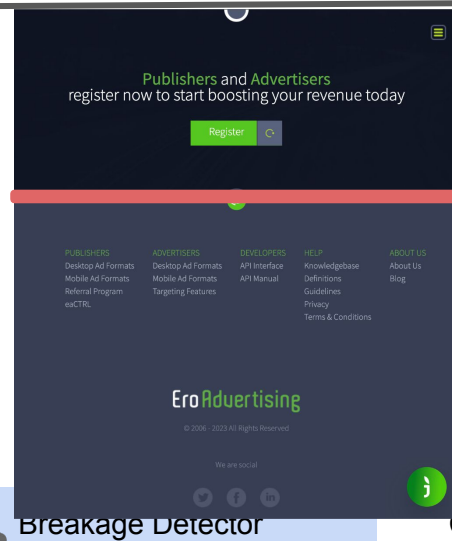 Publishers and Advertisers
register now to start boosting your revenue today
Register
PUBLISHERS
Desktop Ad Formats
Mobile Ad Formats
Referral Program
eaCTRL
ADVERTISERS
Desktop Ad Formats
Mobile Ad Formats
Targeting Features
DEVELOPERS
API Interface
API Manual
HELP
Knowledgebase
Definitions
Guidelines
Privacy
Terms & Conditions
ABOUT US
About Us
Blog
EroAdvertising
© 2006 - 2023 All Rights Reserved
We are social
Breakage Detector